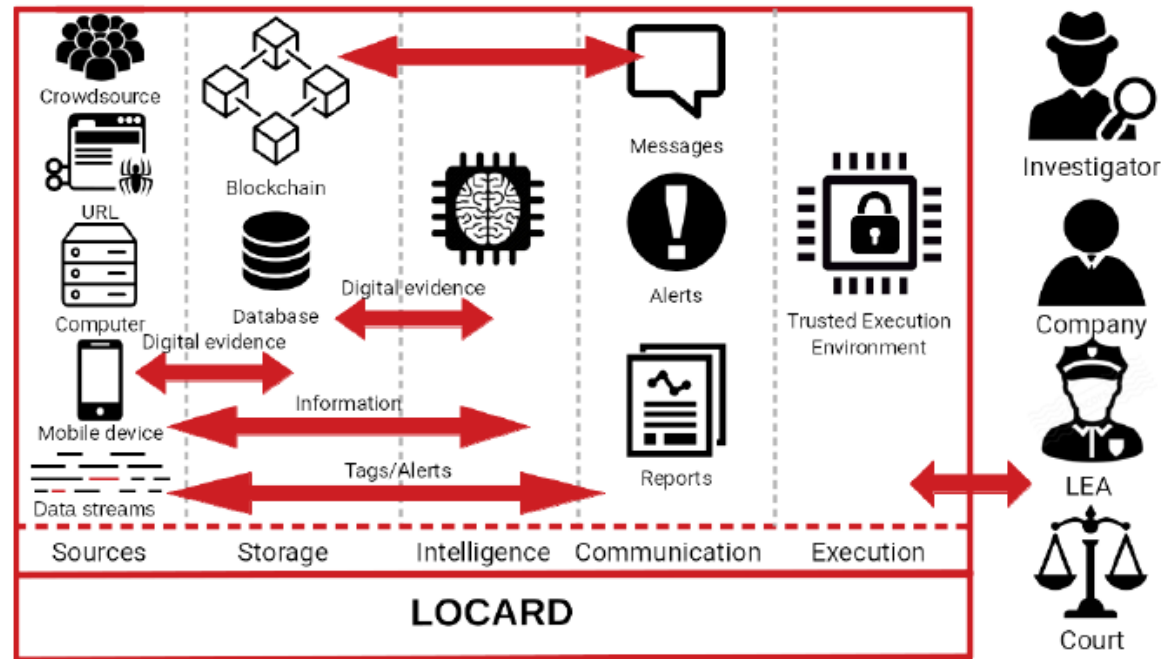 Crowdsource
URL
Computer
Mobile device
Data streams
Blockchain
Database
Digital evidence
Digital evidence
Information
Tags/Alerts
Messages
Alerts
Reports
Trusted Execution
Environment
Sources
Storage
Intelligence
Communication
Execution
LOCARD
Investigator
Company
LEA
Court